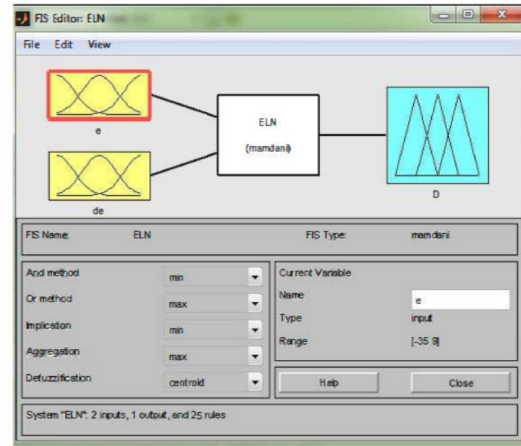 FIS Editor: ELN
File Edit View
e
de
ELN
(mamdani)
D
FIS Name: ELN FIS Type: mamdani
And method min
Or method max
Implication min
Aggregation max
Defuzzification centroid
Current Variable
Name e
Type input
Range [-35 9]
Help Close
System "ELN": 2 inputs, 1 output, and 25 rules